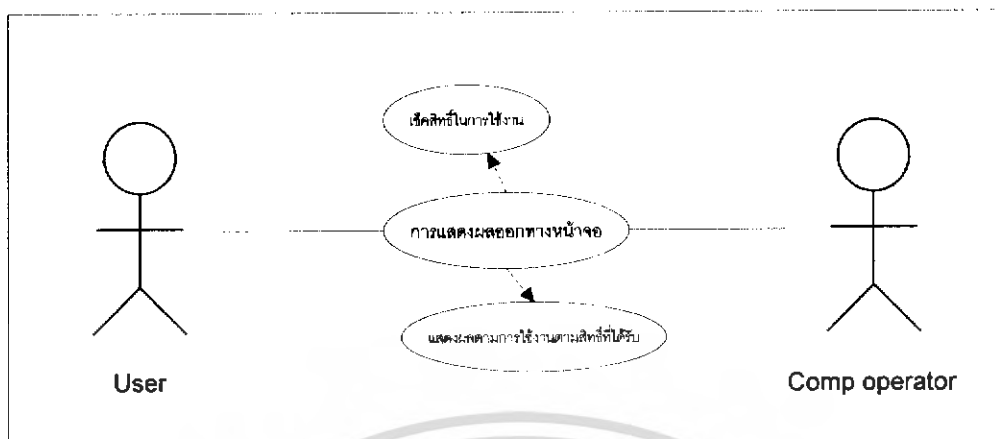 เช็คสิทธิ์ในการใช้งาน
การแสดงผลออกทางหน้าจอ
แสดงผลตามการใช้งานตามสิทธิ์ที่ได้รับ
User
Comp operator